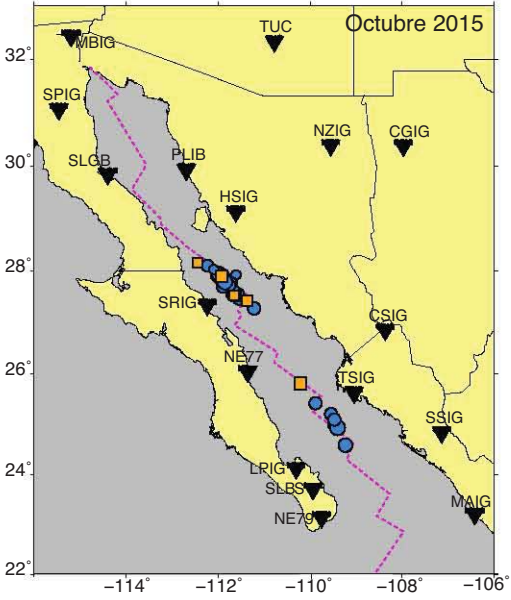 Octubre 2015
TUC
32°
MBIG
SPIG
NZIG
CGIG
30°
SLGB
PLIB
HSIG
28°
SRIG
CSIG
NE77
26°
TSIG
SSIG
24°
LPIG
SLBS
MAIG
NE79
22°
−114° −112° −110° −108° −106°